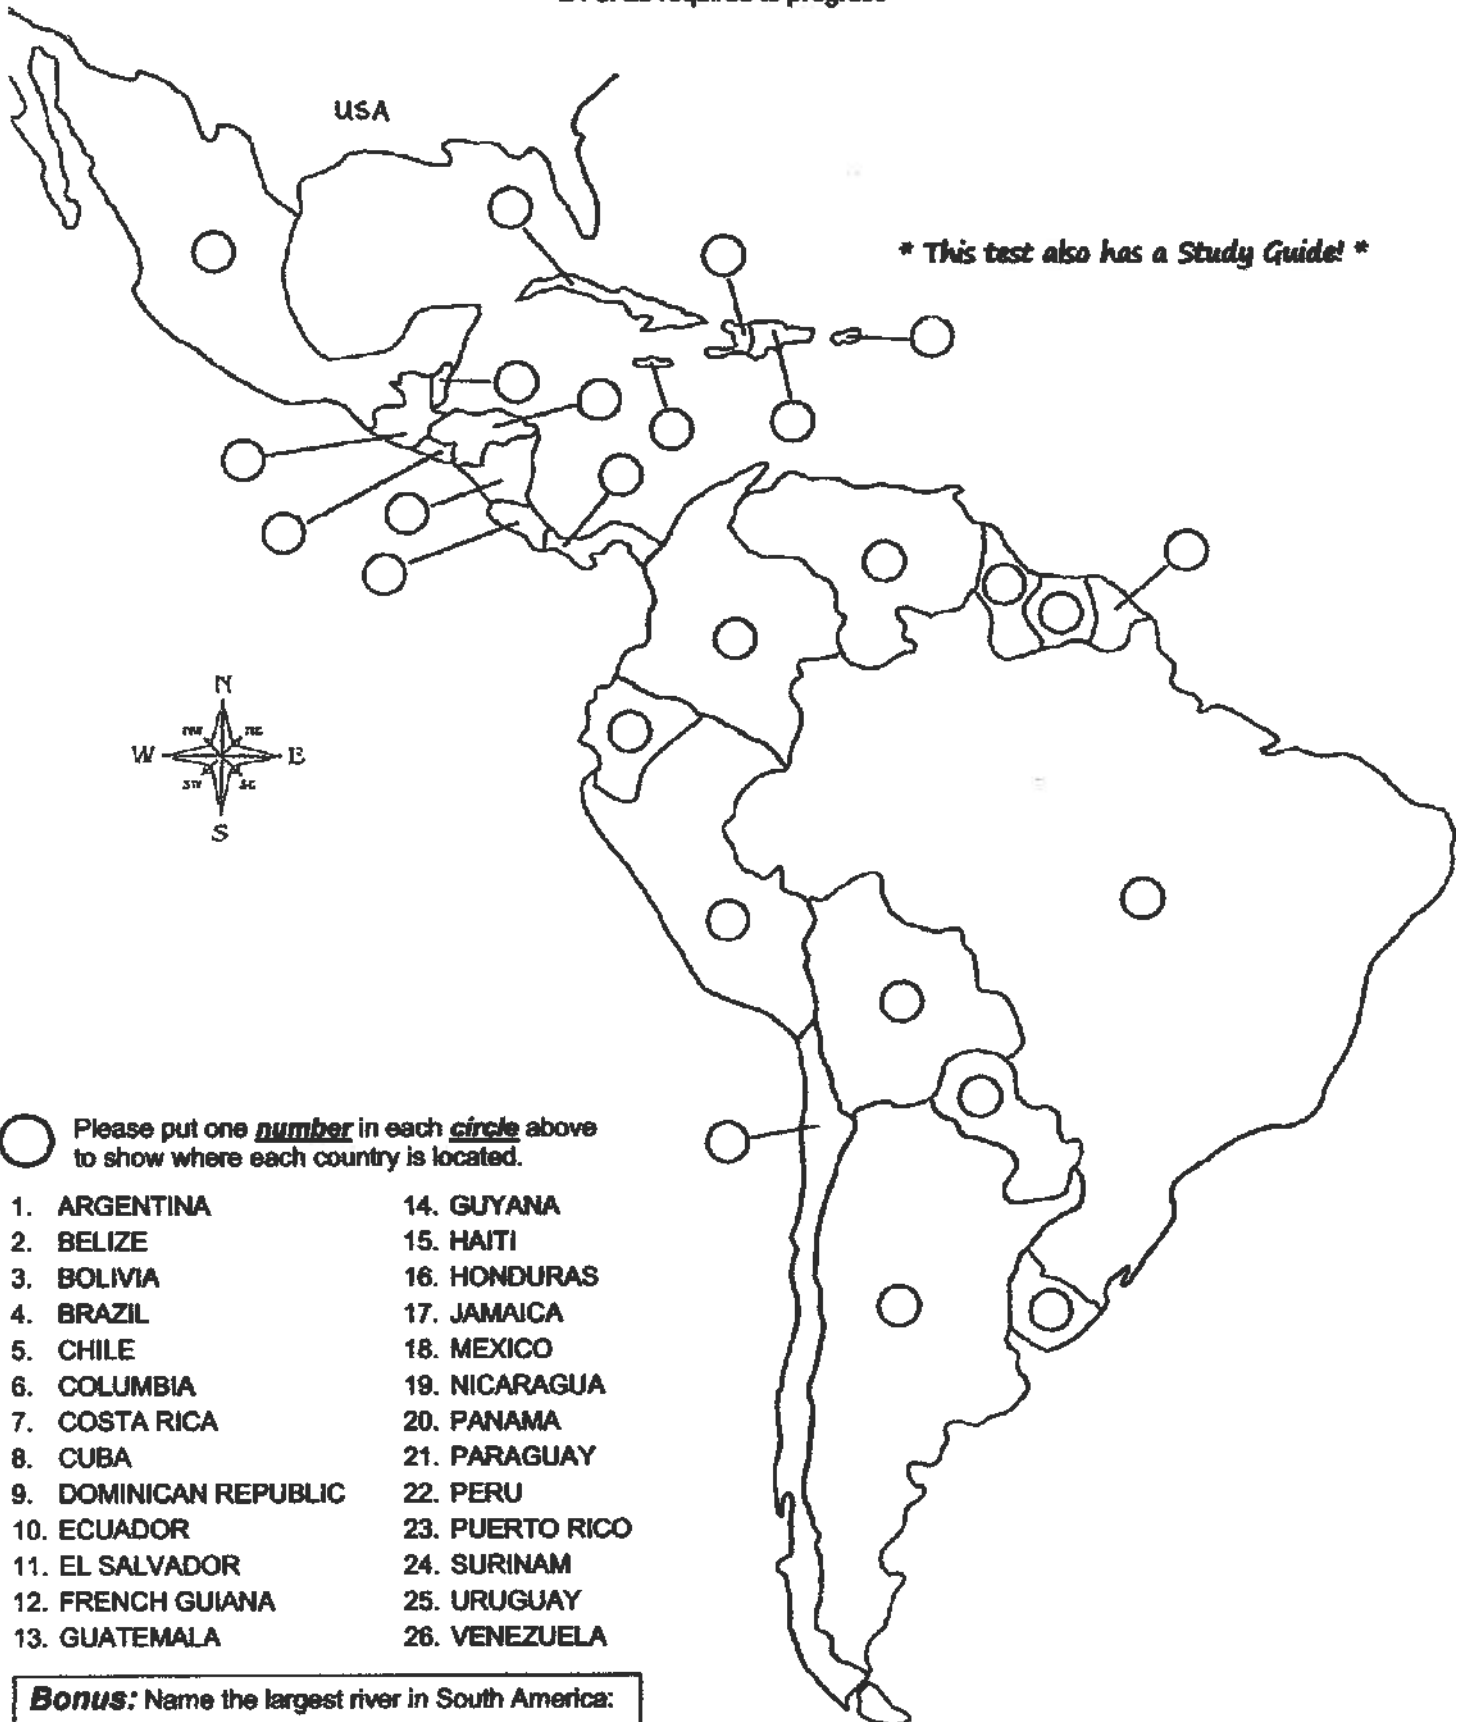 USA
* This test also has a Study Guide! *
N
W
E
S
Please put one number in each circle above
to show where each country is located.
1. ARGENTINA
2. BELIZE
3. BOLIVIA
4. BRAZIL
5. CHILE
6. COLUMBIA
7. COSTA RICA
8. CUBA
9. DOMINICAN REPUBLIC
10. ECUADOR
11. EL SALVADOR
12. FRENCH GUIANA
13. GUATEMALA
14. GUYANA
15. HAITI
16. HONDURAS
17. JAMAICA
18. MEXICO
19. NICARAGUA
20. PANAMA
21. PARAGUAY
22. PERU
23. PUERTO RICO
24. SURINAM
25. URUGUAY
26. VENEZUELA
Bonus: Name the largest river in South America: